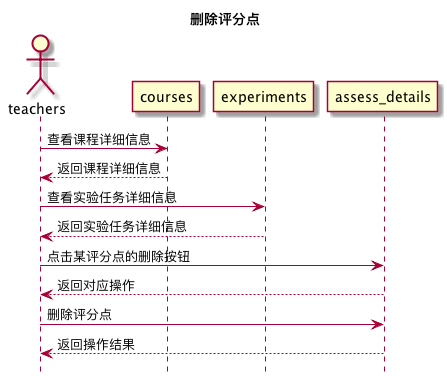 删除评分点
teachers
courses
experiments
assess_details
查看课程详细信息
返回课程详细信息
查看实验任务详细信息
返回实验任务详细信息
点击某评分点的删除按钮
返回对应操作
删除评分点
返回操作结果